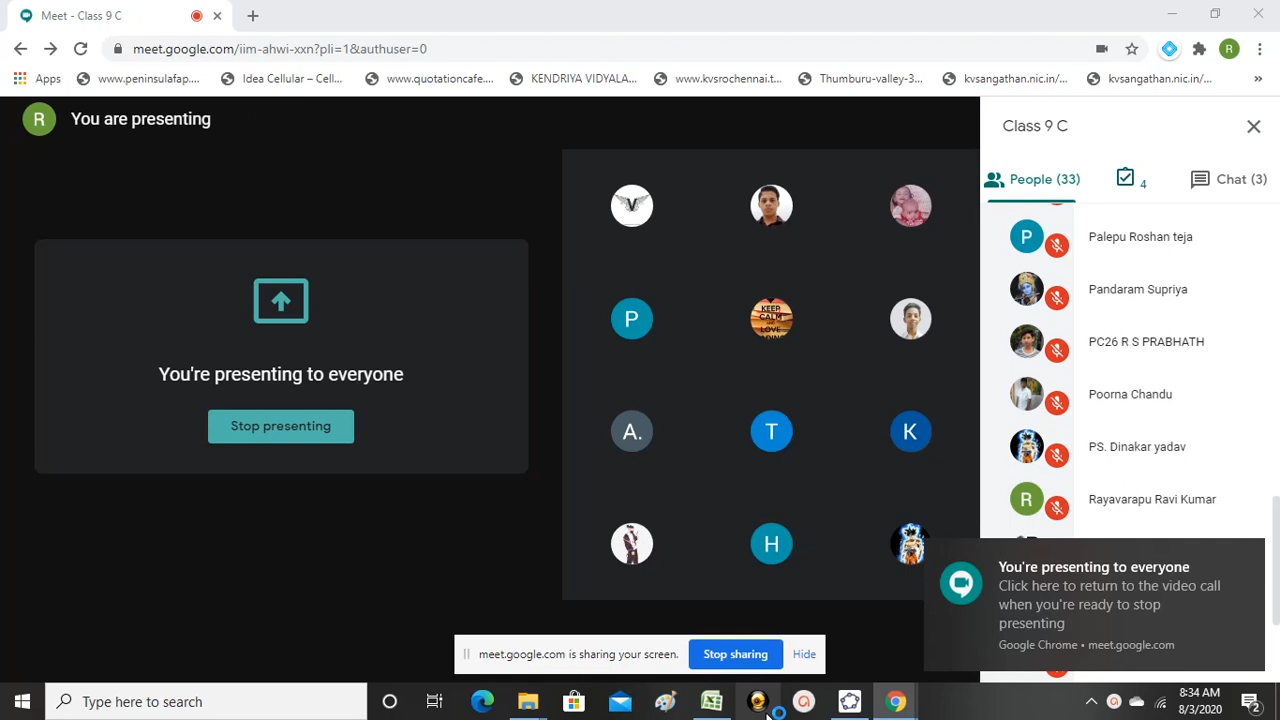 Meet - Class 9 C
meet.google.com/iim-ahwi-xxn?pli=1&authuser=0
R
Apps
www.peninsulafap....
Idea Cellular – Cell...
www.quotationcafe....
KENDRIYA VIDYALA...
www.kvsrochennai.t...
Thumburu-valley-3...
kvsangathan.nic.in/...
kvsangathan.nic.in/...
»
R You are presenting
You're presenting to everyone
Stop presenting
V
P
KEEP
CALM
LOVE
A.
T
K
H
Class 9 C
People (33)
4
Chat (3)
P Palepu Roshan teja
Pandaram Supriya
PC26 R S PRABHATH
Poorna Chandu
PS. Dinakar yadav
R Rayavarapu Ravi Kumar
You're presenting to everyone
Click here to return to the video call
when you're ready to stop
presenting
Google Chrome • meet.google.com
meet.google.com is sharing your screen.
Stop sharing
Hide
Type here to search
8:34 AM
8/3/2020
2